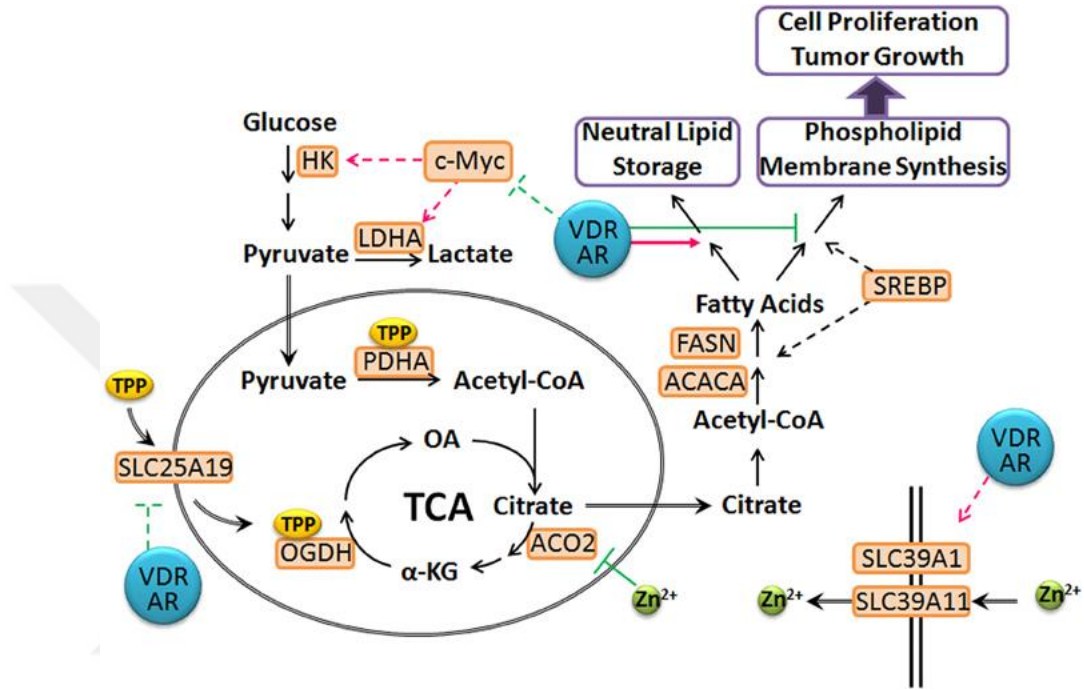 Cell Proliferation
Tumor Growth
Neutral Lipid
Storage
Phospholipid
Membrane Synthesis
Glucose
HK
c-Myc
LDHA
Pyruvate
Lactate
VDR
AR
Fatty Acids
SREBP
FASN
ACACA
Acetyl-CoA
Citrate
TPP
PDHA
Pyruvate
Acetyl-CoA
TPP
SLC25A19
OA
TCA
Citrate
ACO2
α-KG
TPP
OGDH
Zn2+
VDR
AR
VDR
AR
SLC39A1
SLC39A11
Zn2+
Zn2+